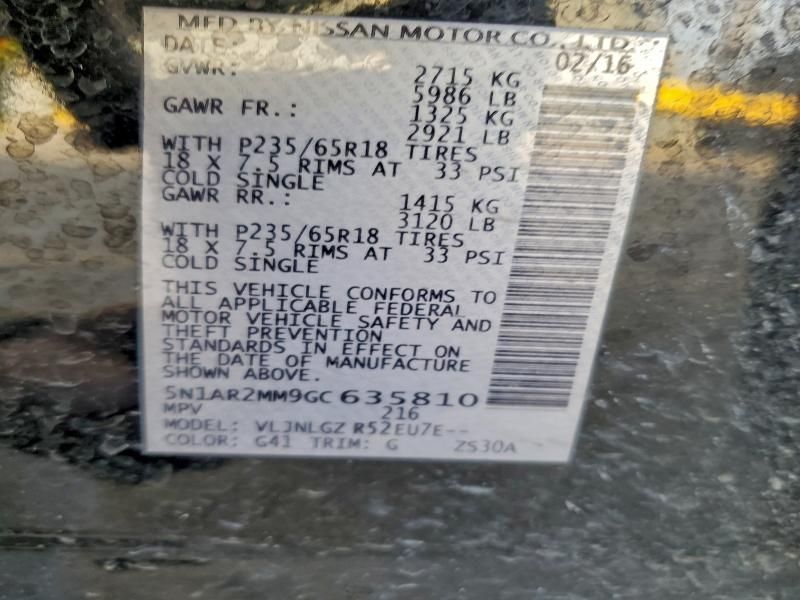 MFD BY NISSAN MOTOR CO., LTD.
DATE: 02/16
GVWR: 2715 KG
5986 LB
GAWR FR.: 1325 KG
2921 LB
WITH P235/65R18 TIRES
18 X 7.5 RIMS AT 33 PSI
COLD SINGLE
GAWR RR.: 1415 KG
3120 LB
WITH P235/65R18 TIRES
18 X 7.5 RIMS AT 33 PSI
COLD SINGLE
THIS VEHICLE CONFORMS TO
ALL APPLICABLE FEDERAL
MOTOR VEHICLE SAFETY AND
THEFT PREVENTION
STANDARDS IN EFFECT ON
THE DATE OF MANUFACTURE
SHOWN ABOVE.
5N1AR2MM9GC635810
MPV 216
MODEL: VLJNLGZ R52EU7E--
COLOR: G41 TRIM: G ZS30A